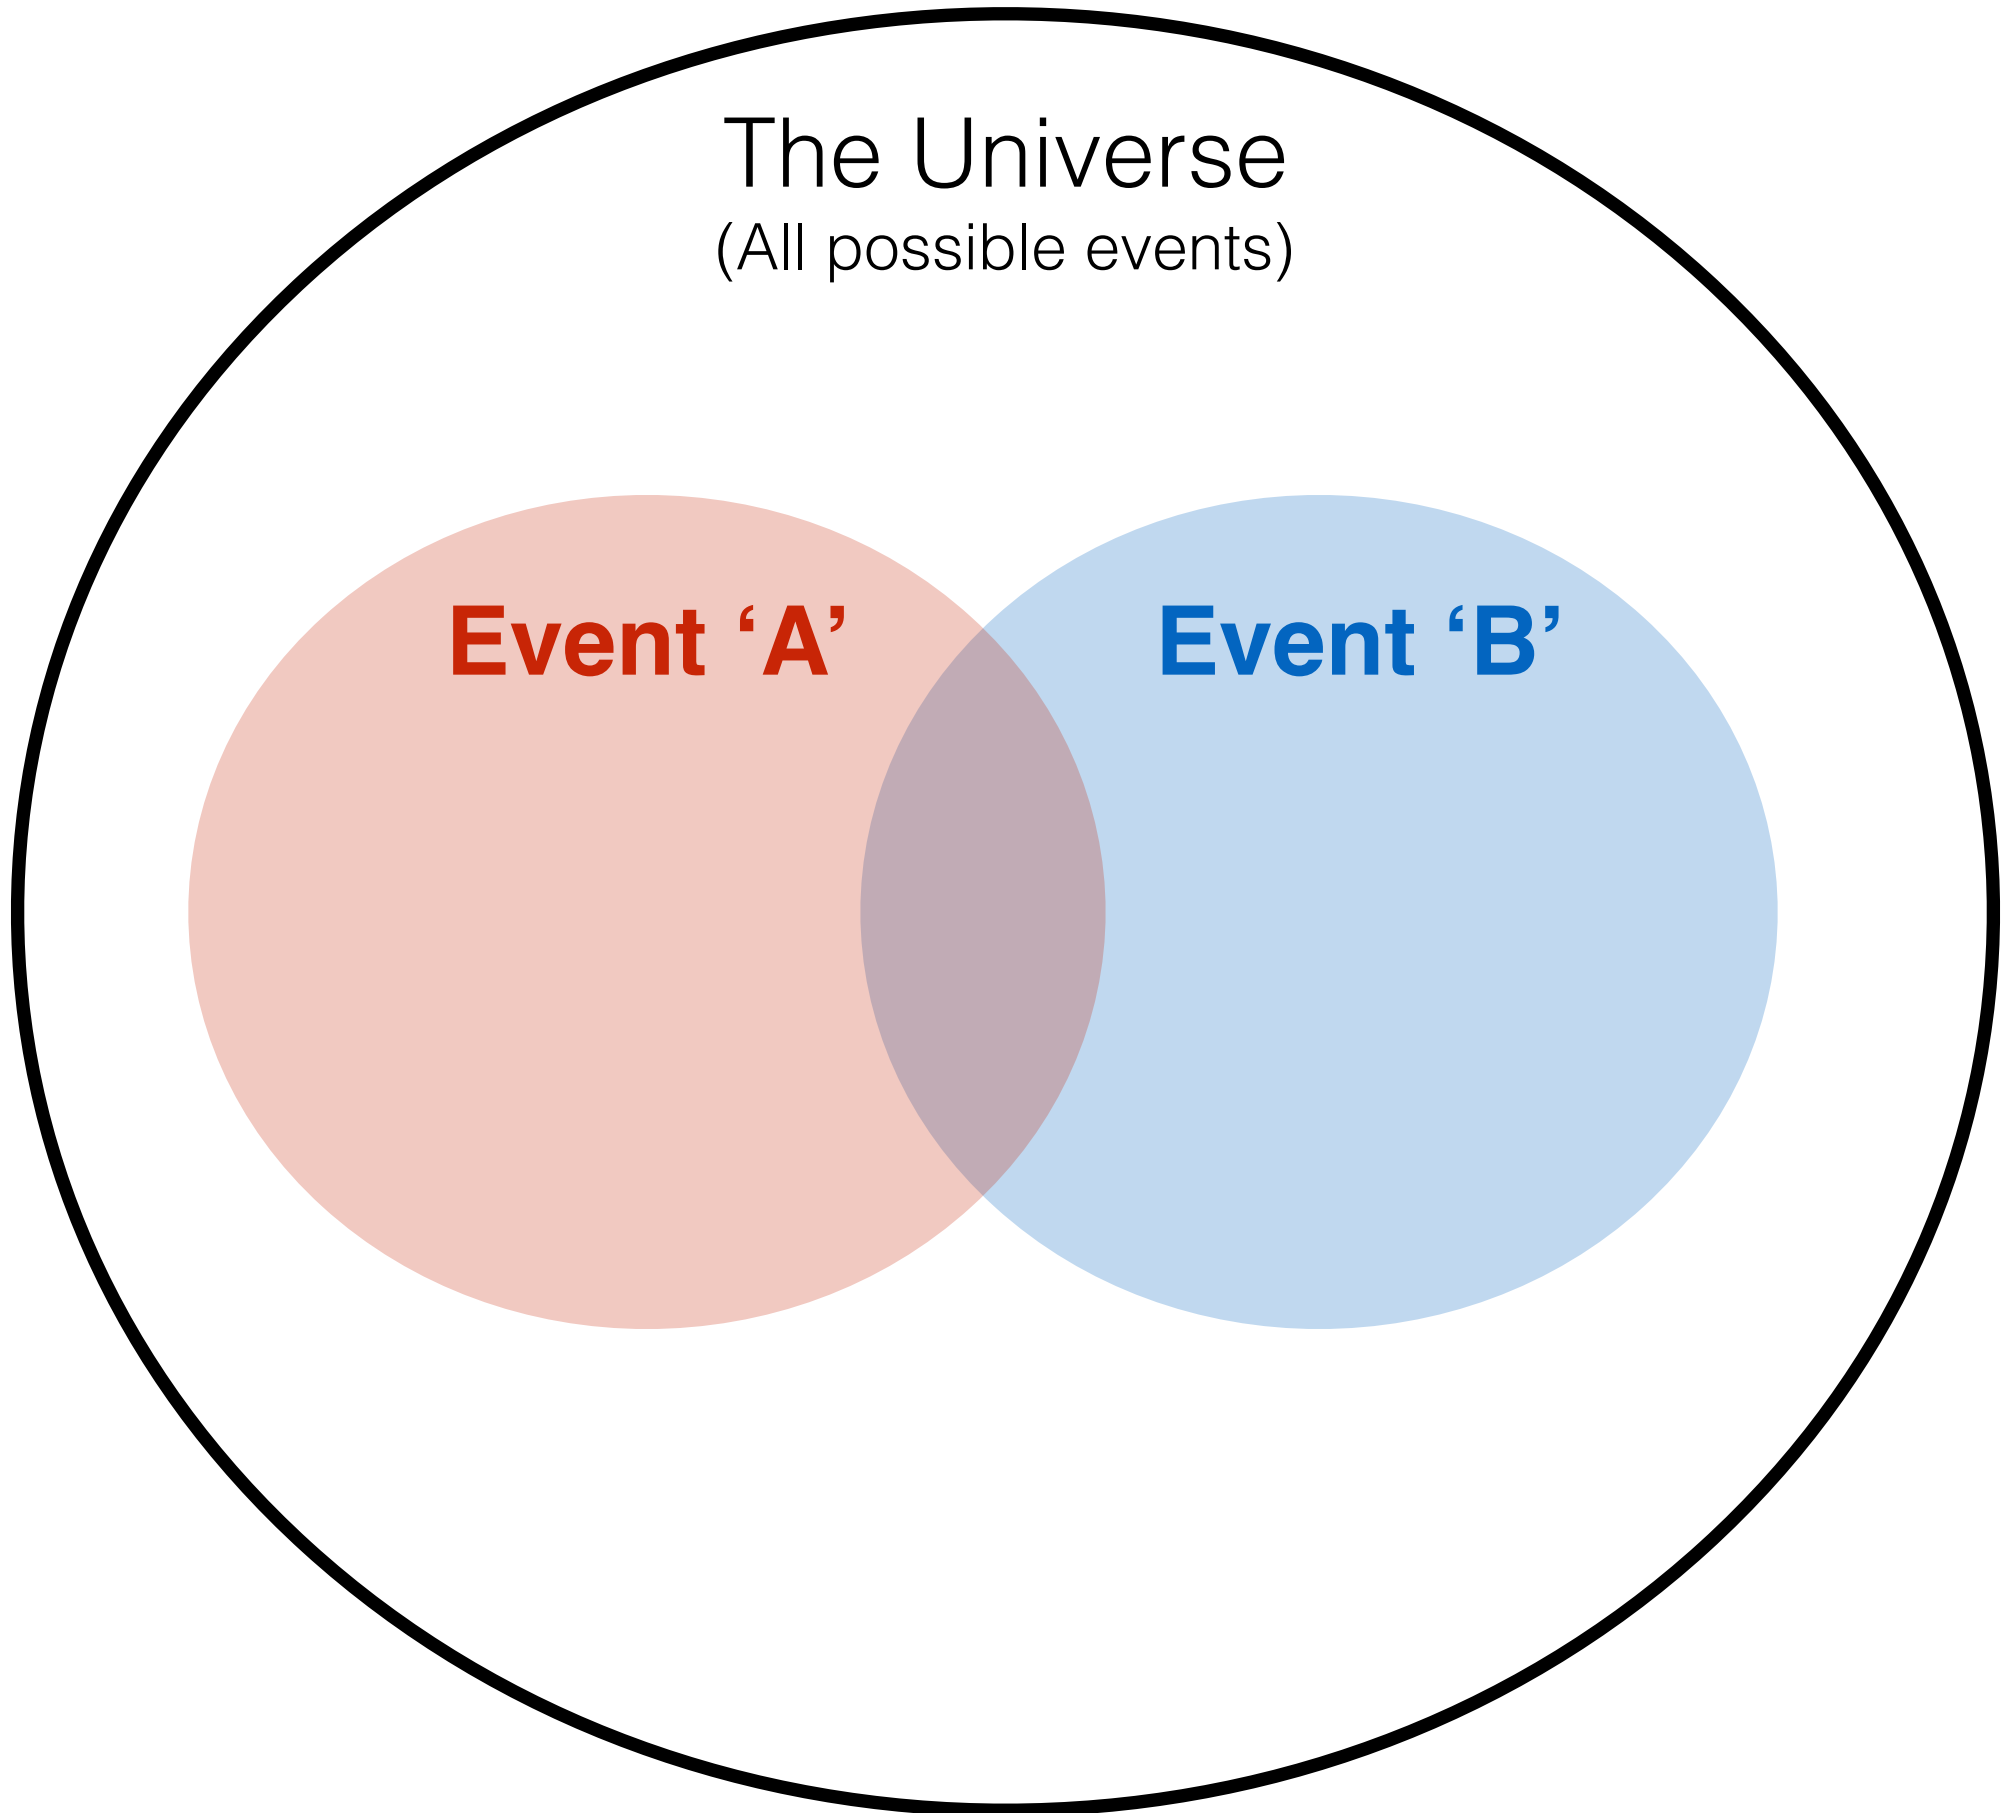 The Universe
(All possible events)
Event ‘A’
Event ‘B’